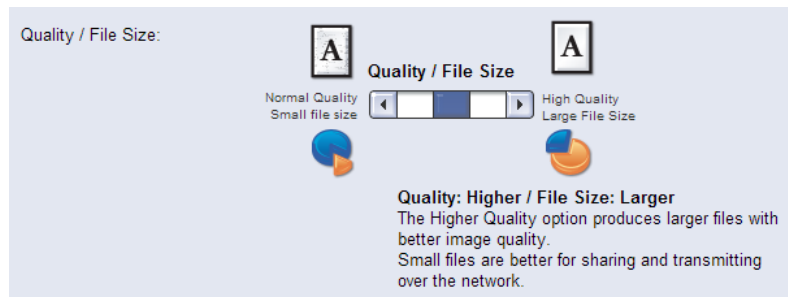 Quality / File Size:
A
A
Quality / File Size
Normal Quality
Small file size
High Quality
Large File Size
Quality: Higher / File Size: Larger
The Higher Quality option produces larger files with
better image quality.
Small files are better for sharing and transmitting
over the network.